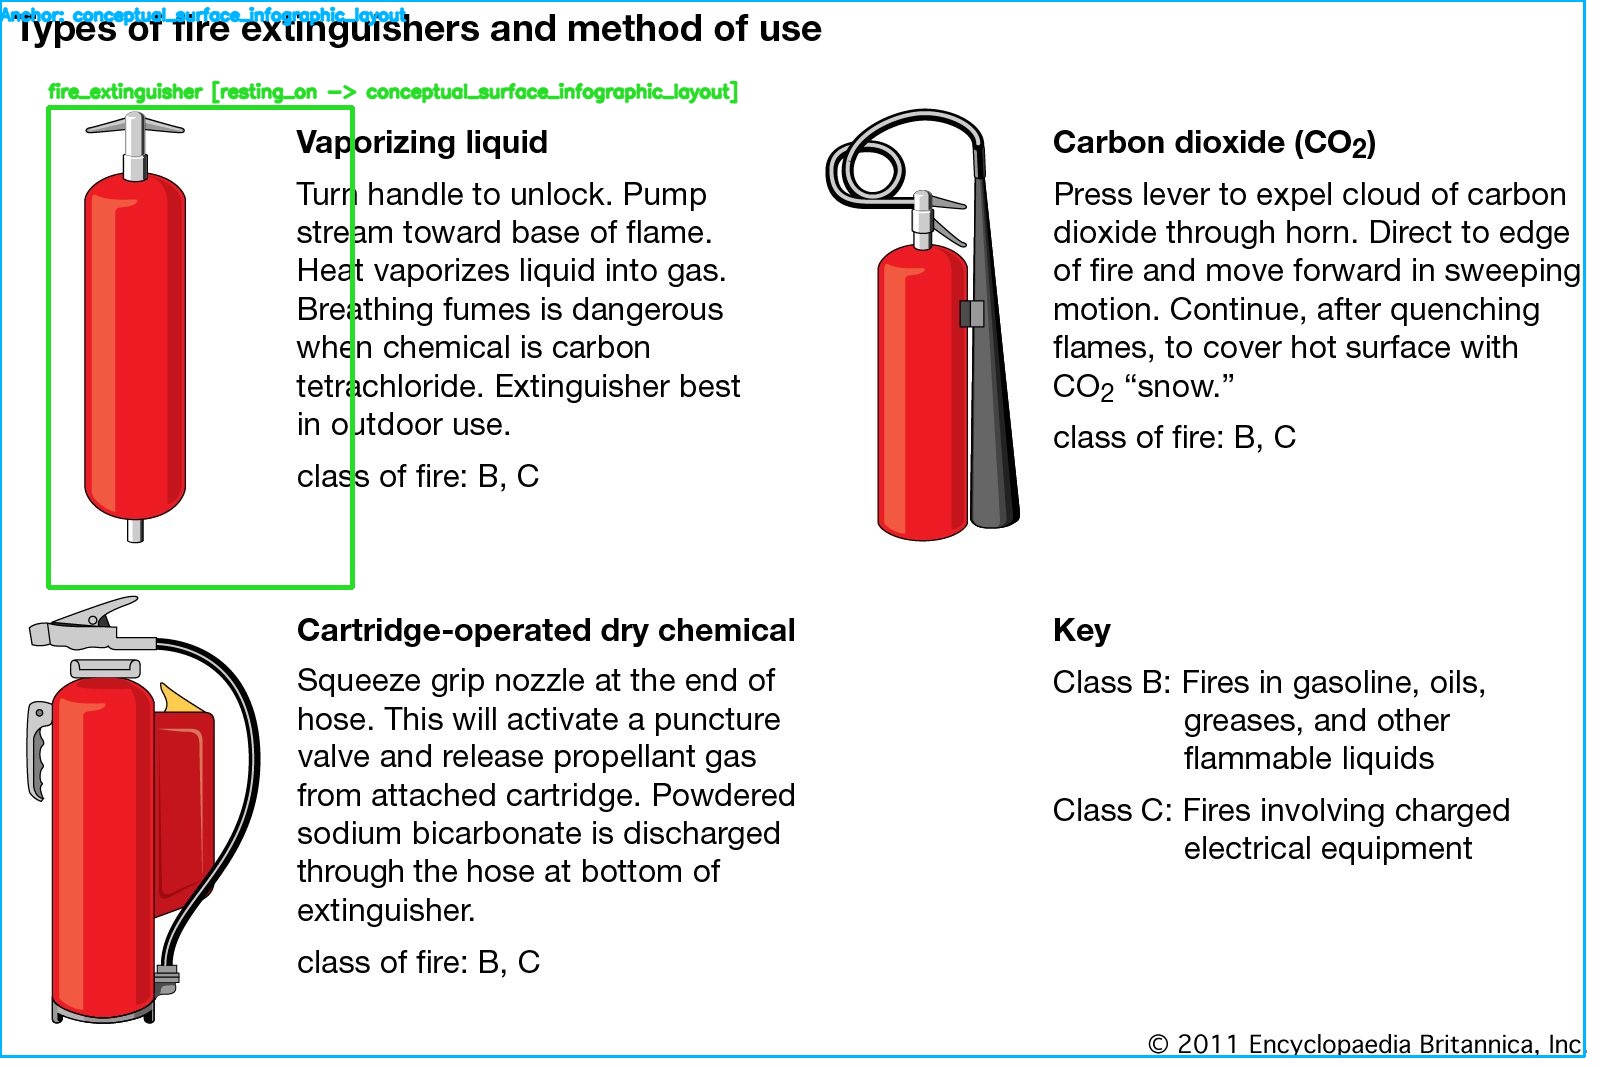 Anchor: conceptual_surface_infographic_layout
Types of fire extinguishers and method of use
fire_extinguisher [resting_on —> conceptual_surface_infographic_layout]
Vaporizing liquid
Turn handle to unlock. Pump
stream toward base of flame.
Heat vaporizes liquid into gas.
Breathing fumes is dangerous
when chemical is carbon
tetrachloride. Extinguisher best
in outdoor use.
class of fire: B, C
Carbon dioxide (CO₂)
Press lever to expel cloud of carbon
dioxide through horn. Direct to edge
of fire and move forward in sweeping
motion. Continue, after quenching
flames, to cover hot surface with
CO₂ “snow.”
class of fire: B, C
Cartridge-operated dry chemical
Squeeze grip nozzle at the end of
hose. This will activate a puncture
valve and release propellant gas
from attached cartridge. Powdered
sodium bicarbonate is discharged
through the hose at bottom of
extinguisher.
class of fire: B, C
Key
Class B: Fires in gasoline, oils,
greases, and other
flammable liquids
Class C: Fires involving charged
electrical equipment
© 2011 Encyclopaedia Britannica, Inc.